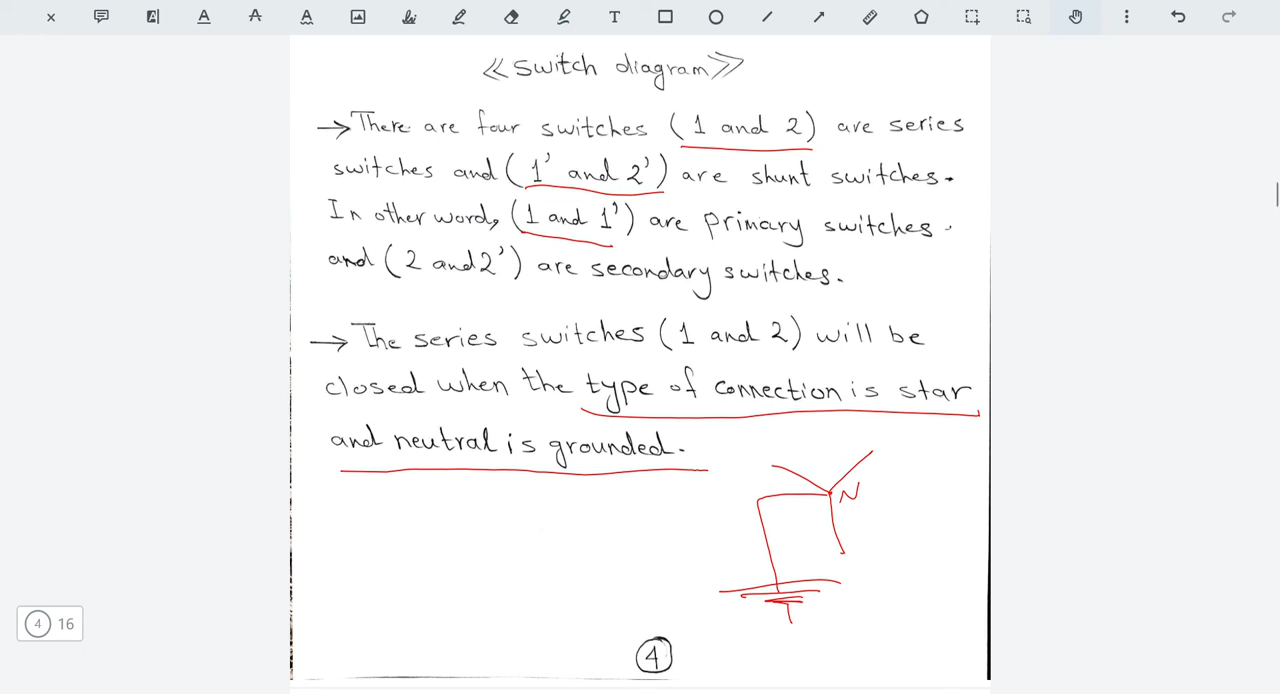 ≪ switch diagram ≫
→ There are four switches (1 and 2) are series
switches and (1' and 2') are shunt switches.
In other word, (1 and 1') are primary switches.
and (2 and 2') are secondary switches.
→ The series switches (1 and 2) will be
closed when the type of connection is star
and neutral is grounded.
N
4 16
4